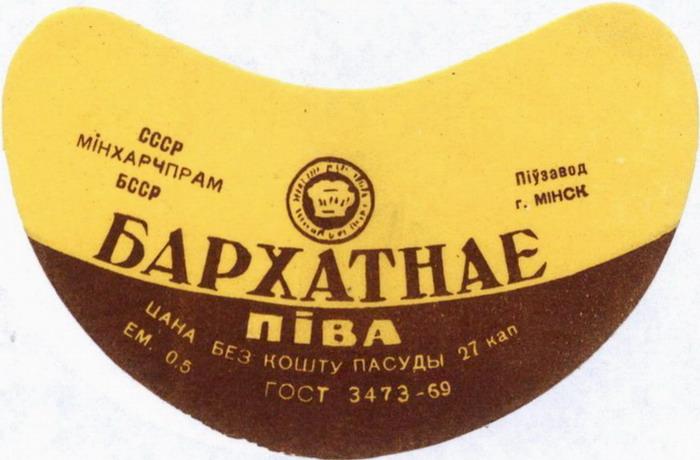 СССР
МІНХАРЧПРАМ
БССР
Піўзавод
г. МІНСК
БАРХАТНАЕ
ПІВА
ЦАНА БЕЗ КОШТУ ПАСУДЫ 27 кап
ЕМ. 0.5
ГОСТ 3473-69